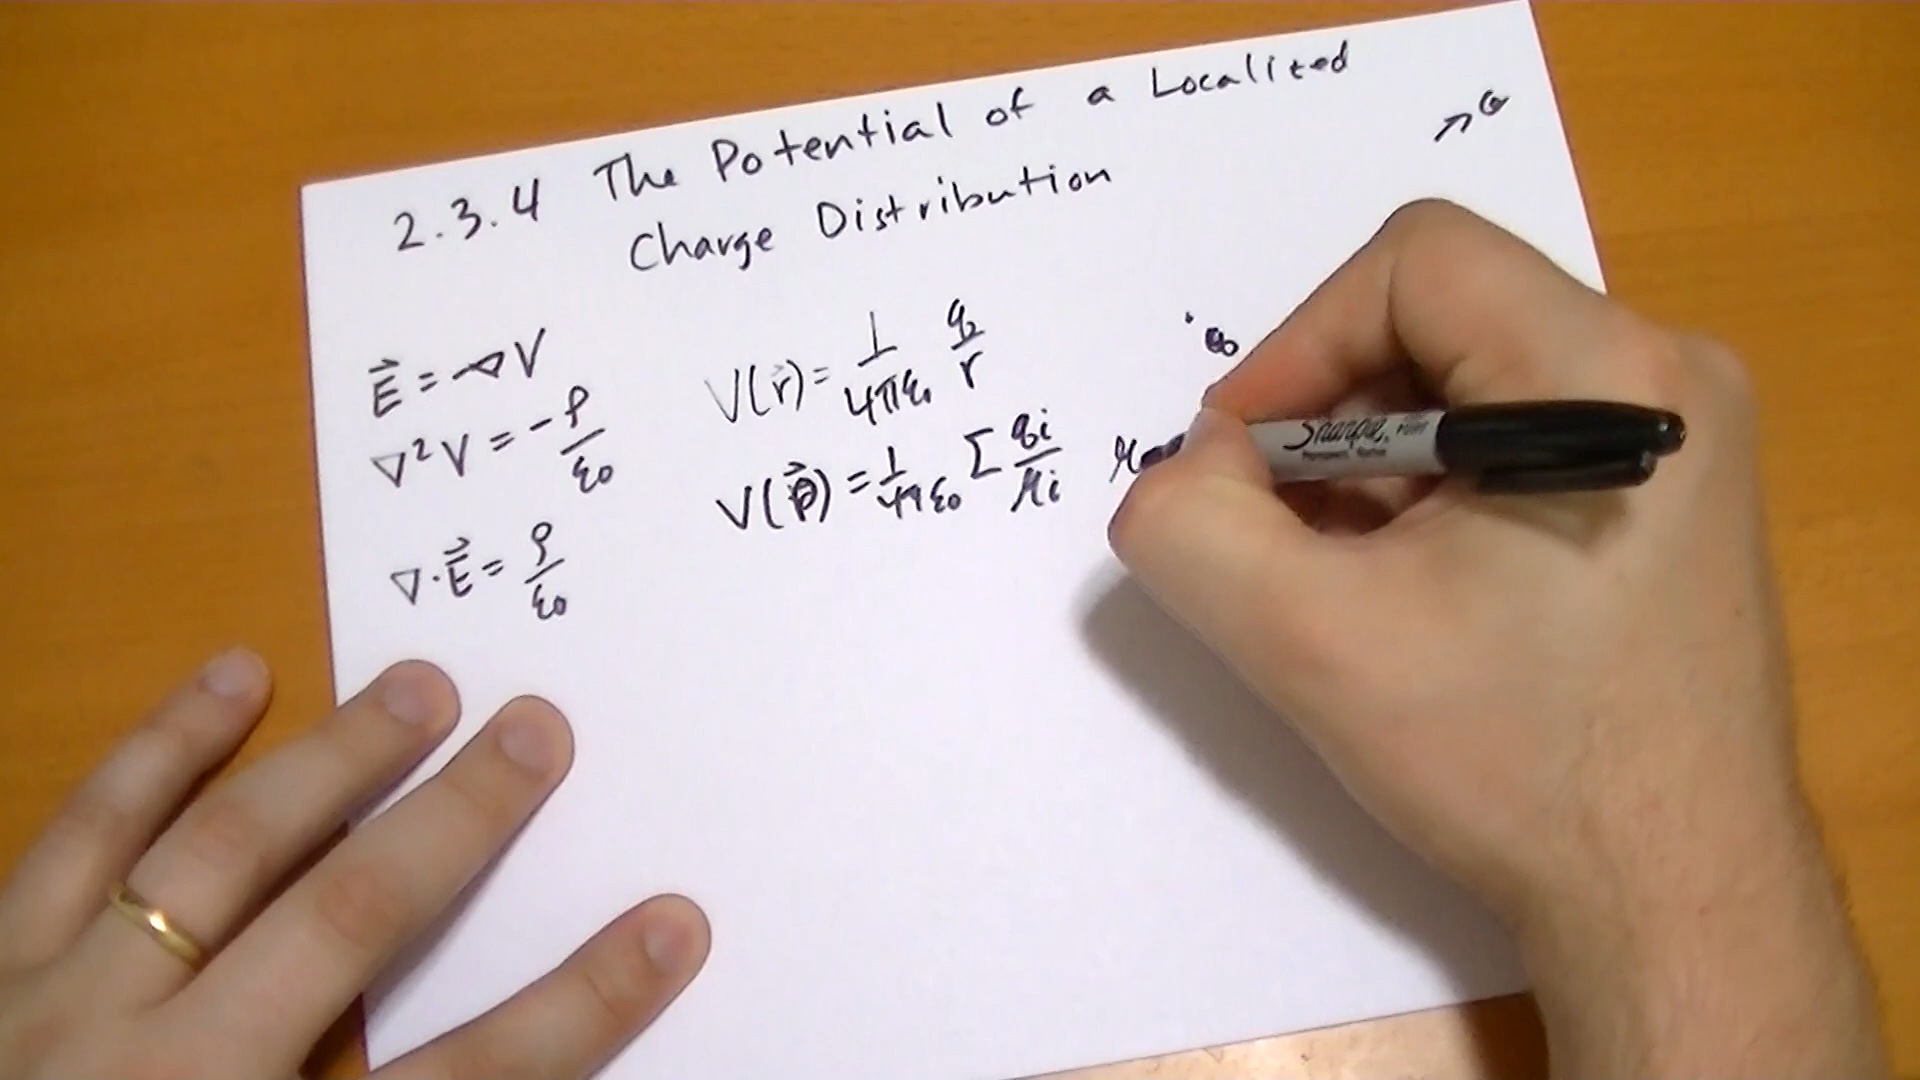 2.3.4 The Potential of a Localized
Charge Distribution
E⃗ = -∇V
∇²V = -ρ/ε₀
∇·E⃗ = ρ/ε₀
V(r⃗) = 1/4πε₀ q/r
V(p⃗) = 1/4πε₀ Σ qi/ri
r
Sharpie